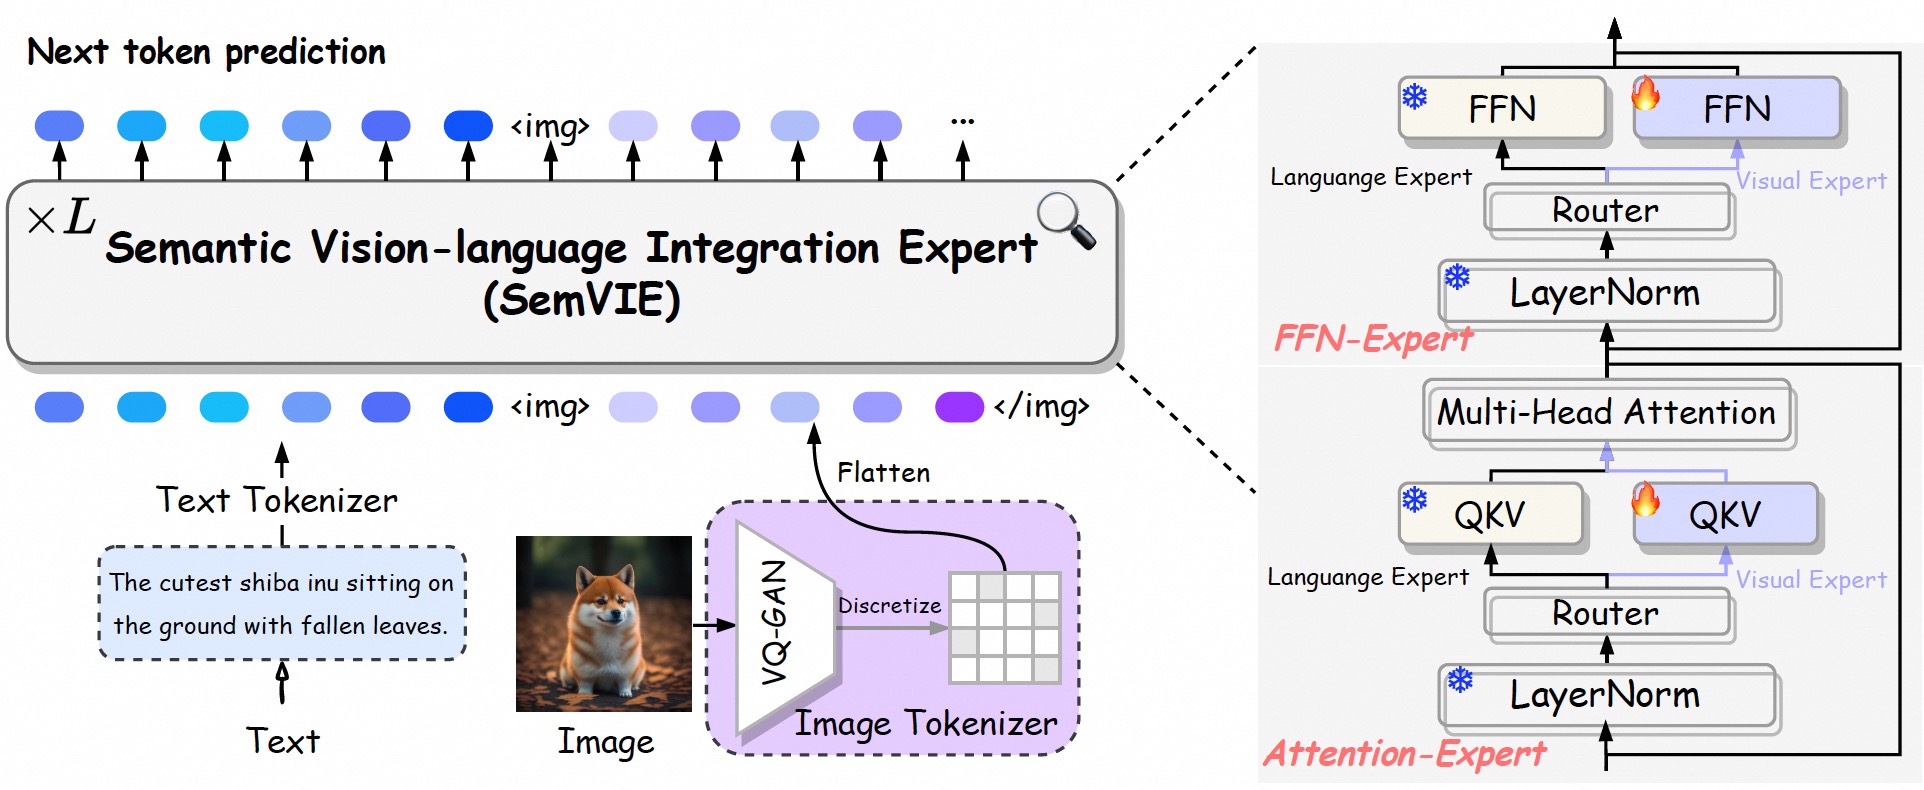 Next token prediction
<img>
...
×L
Semantic Vision-language Integration Expert
(SemVIE)
<img>
</img>
Text Tokenizer
The cutest shiba inu sitting on
the ground with fallen leaves.
Text
Image
Flatten
VQ-GAN
Discretize
Image Tokenizer
FFN
FFN
Languange Expert
Visual Expert
Router
LayerNorm
FFN-Expert
Multi-Head Attention
QKV
QKV
Languange Expert
Visual Expert
Router
LayerNorm
Attention-Expert